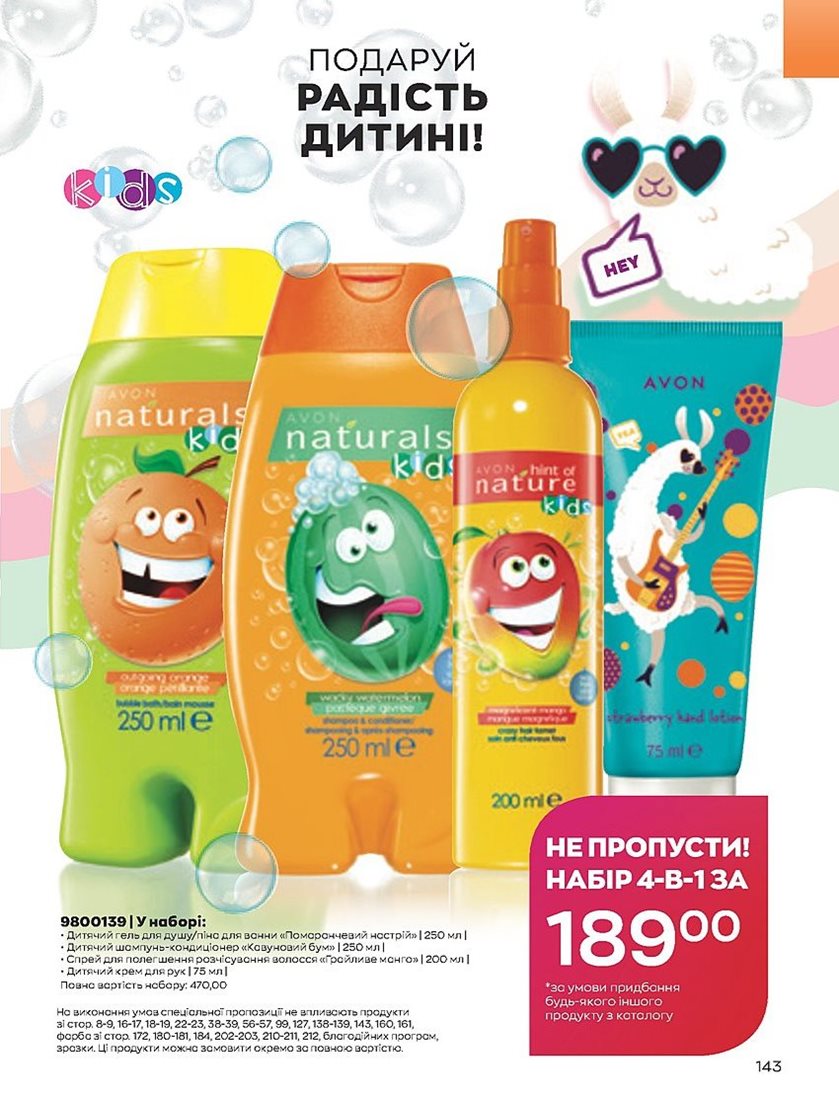 ПОДАРУЙ
РАДІСТЬ
ДИТИНІ!
kids
HEY
AVON
naturals
kids
outgoing orange
orange pétillante
bubble bath/bain mousse
250 ml e
AVON
naturals
kids
wacky watermelon
pastèque givrée
shampoo & conditioner/
shampooing & après-shampooing
250 ml e
AVON hint of
nature
kids
magnificent mango
mangue magnifique
crazy hair tamer
soin anti-cheveux fous
200 ml e
AVON
YEA
strawberry hand lotion
75 ml e
НЕ ПРОПУСТИ!
НАБІР 4-В-1 ЗА
189⁰⁰
*за умови придбання
будь-якого іншого
продукту з каталогу
9800139 | У наборі:
• Дитячий гель для душу/піна для ванни «Помаранчевий настрій» | 250 мл |
• Дитячий шампунь-кондиціонер «Кавуновий бум» | 250 мл |
• Спрей для полегшення розчісування волосся «Грайливе манго» | 200 мл |
• Дитячий крем для рук | 75 мл |
Повна вартість набору: 470,00
На виконання умов спеціальної пропозиції не впливають продукти
зі стор. 8-9, 16-17, 18-19, 22-23, 38-39, 56-57, 99, 127, 138-139, 143, 160, 161,
фарба зі стор. 172, 180-181, 184, 202-203, 210-211, 212, благодійних програм,
зразки. Ці продукти можна замовити окремо за повною вартістю.
143